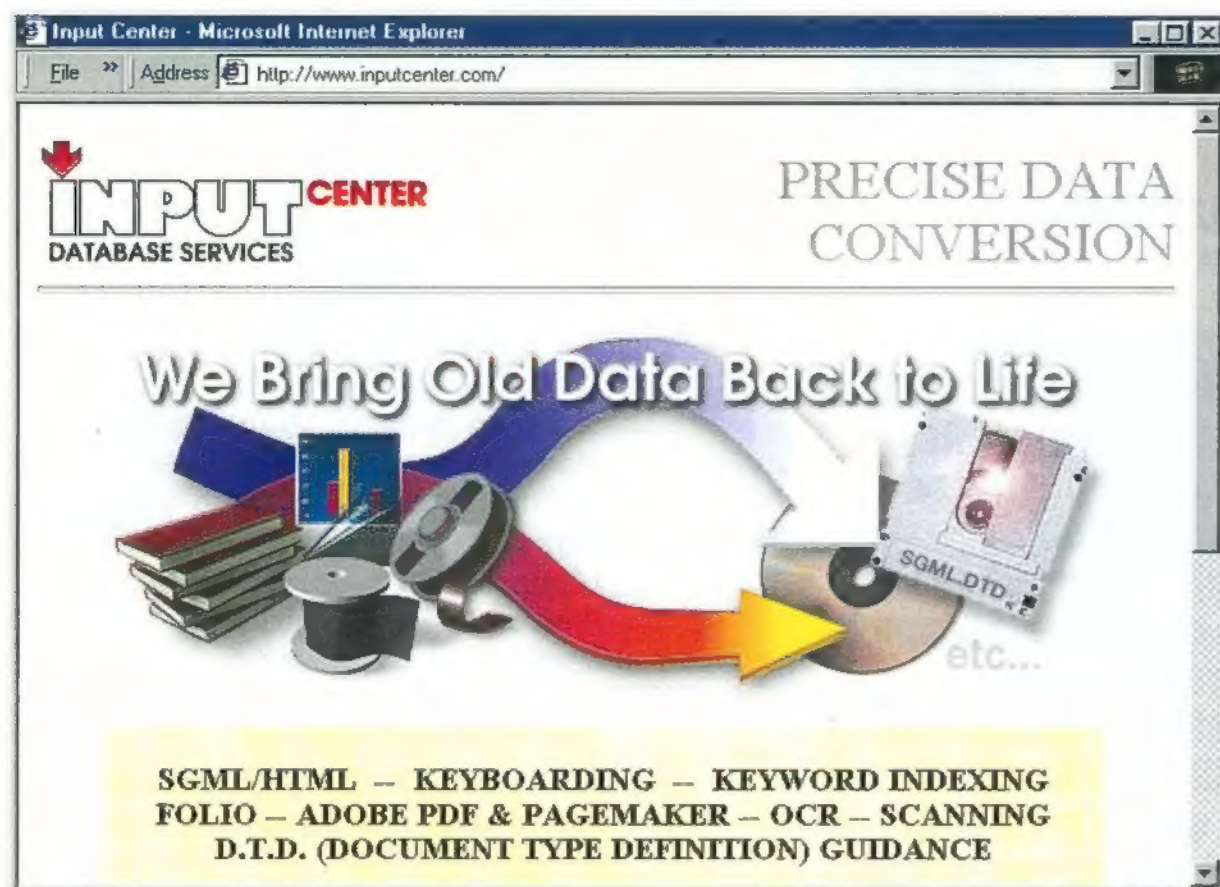 Input Center - Microsoft Internet Explorer
File » Address http://www.inputcenter.com/
INPUT CENTER
DATABASE SERVICES
PRECISE DATA
CONVERSION
We Bring Old Data Back to Life
SGML.DTD.
etc...
SGML/HTML -- KEYBOARDING -- KEYWORD INDEXING
FOLIO -- ADOBE PDF & PAGEMAKER -- OCR -- SCANNING
D.T.D. (DOCUMENT TYPE DEFINITION) GUIDANCE